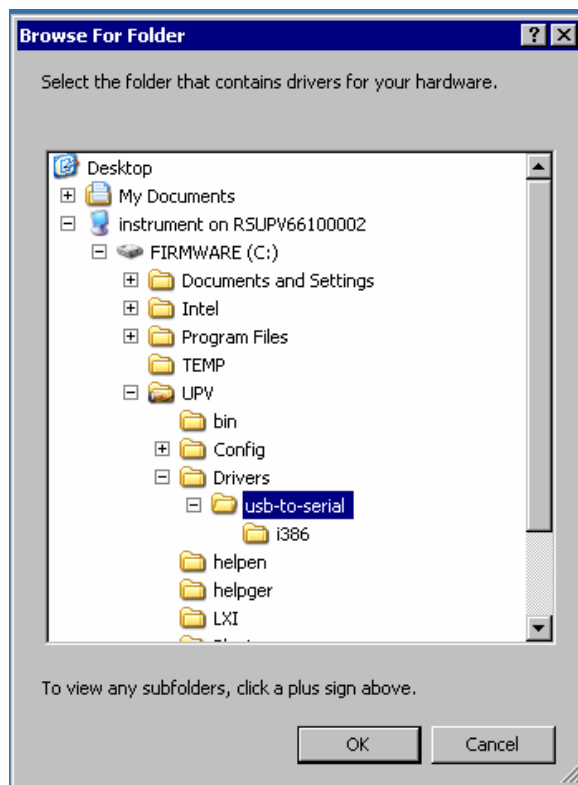 Browse For Folder
Select the folder that contains drivers for your hardware.
Desktop
My Documents
instrument on RSUPV66100002
FIRMWARE (C:)
Documents and Settings
Intel
Program Files
TEMP
UPV
bin
Config
Drivers
usb-to-serial
i386
helpen
helpger
LXI
To view any subfolders, click a plus sign above.
OK Cancel